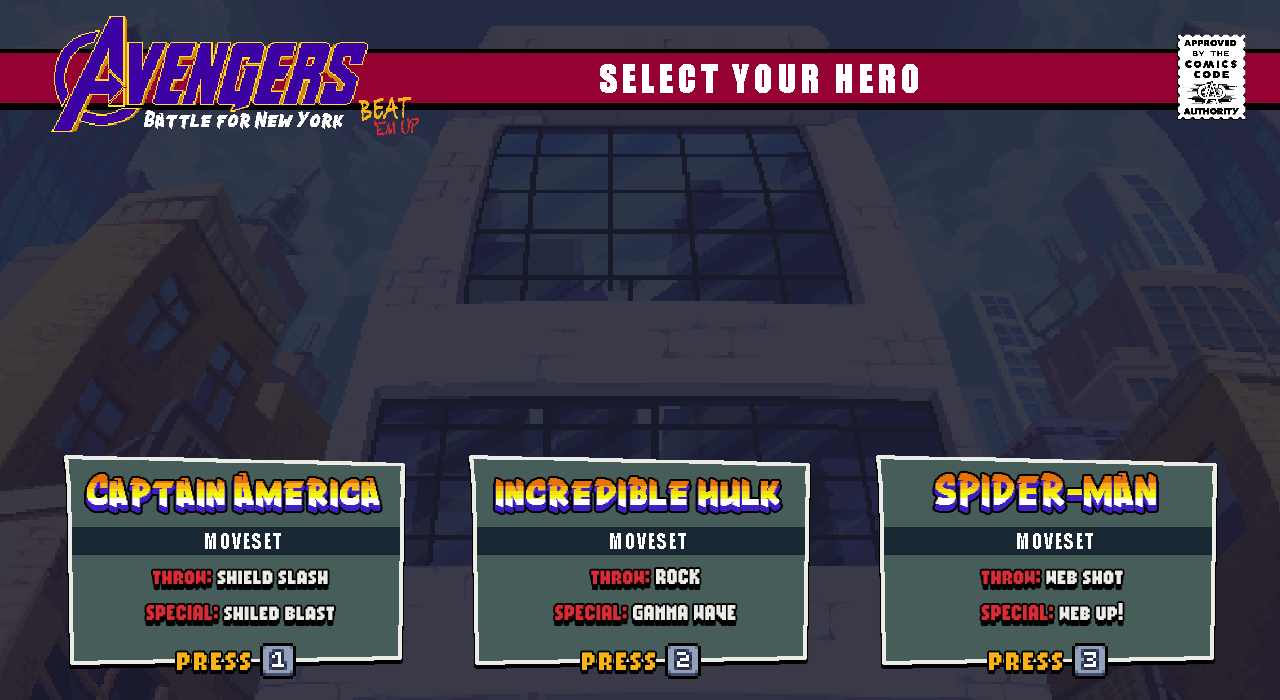 AVENGERS
BATTLE FOR NEW YORK
BEAT
'EM UP
SELECT YOUR HERO
APPROVED
BY THE
COMICS
CODE
CA
AUTHORITY
CAPTAIN AMERICA
MOVESET
THROW: SHIELD SLASH
SPECIAL: SHILED BLAST
PRESS 1
INCREDIBLE HULK
MOVESET
THROW: ROCK
SPECIAL: GAMMA WAVE
PRESS 2
SPIDER-MAN
MOVESET
THROW: WEB SHOT
SPECIAL: WEB UP!
PRESS 3